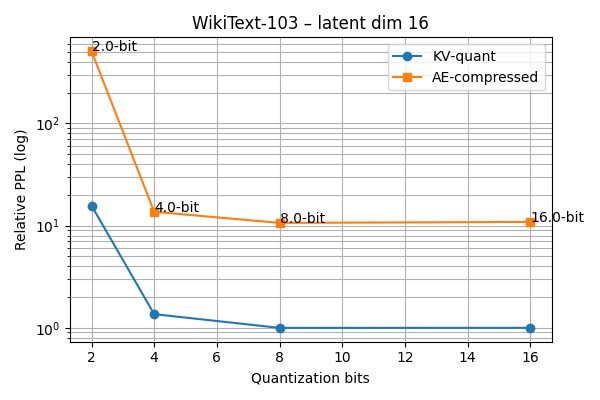 WikiText-103 – latent dim 16
KV-quant
AE-compressed
2.0-bit
4.0-bit
8.0-bit
16.0-bit
Relative PPL (log)
10²
10¹
10⁰
2 4 6 8 10 12 14 16
Quantization bits